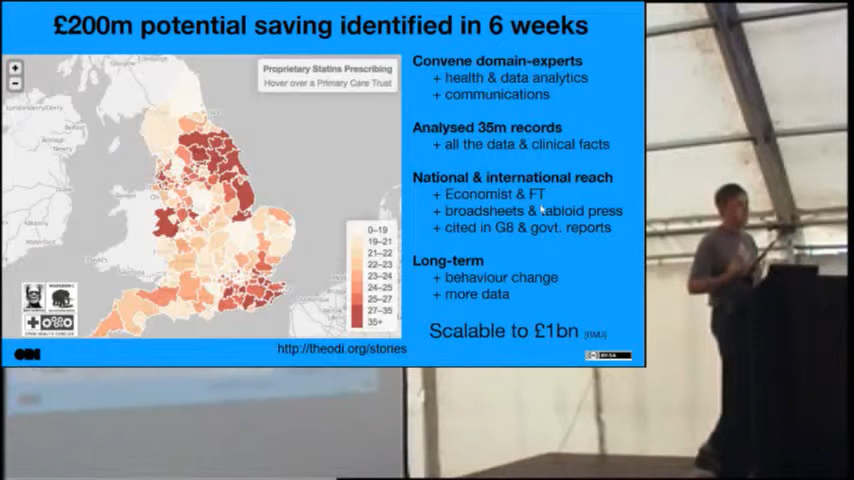 £200m potential saving identified in 6 weeks
+
−
Proprietary Statins Prescribing
Hover over a Primary Care Trust
0–19
19–21
21–22
22–23
23–24
24–25
25–27
27–35
35+
http://theodi.org/stories
Convene domain-experts
+ health & data analytics
+ communications
Analysed 35m records
+ all the data & clinical facts
National & international reach
+ Economist & FT
+ broadsheets & tabloid press
+ cited in G8 & govt. reports
Long-term
+ behaviour change
+ more data
Scalable to £1bn [BMJ]
ODI
BY-SA